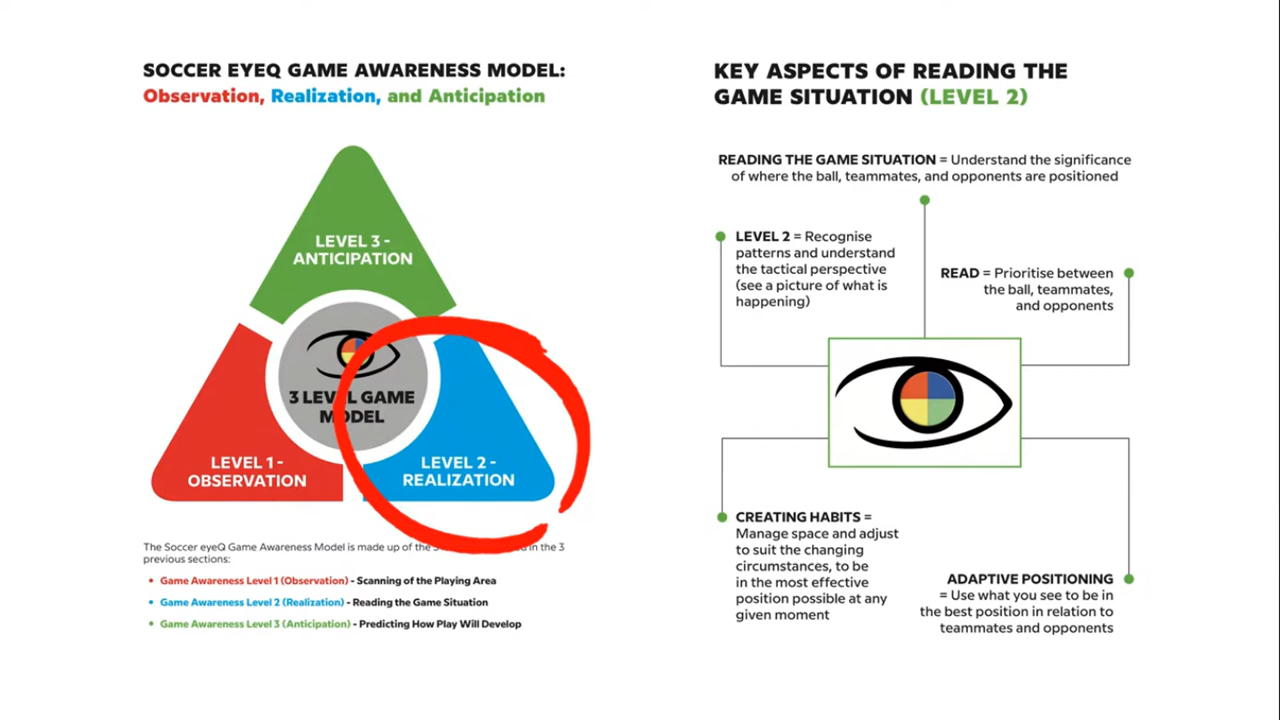 SOCCER EYEQ GAME AWARENESS MODEL:
Observation, Realization, and Anticipation
LEVEL 3 -
ANTICIPATION
3 LEVEL GAME
MODEL
LEVEL 1 -
OBSERVATION
LEVEL 2 -
REALIZATION
The Soccer eyeQ Game Awareness Model is made up of the in the 3
previous sections:
• Game Awareness Level 1 (Observation) - Scanning of the Playing Area
• Game Awareness Level 2 (Realization) - Reading the Game Situation
• Game Awareness Level 3 (Anticipation) - Predicting How Play Will Develop
KEY ASPECTS OF READING THE
GAME SITUATION (LEVEL 2)
READING THE GAME SITUATION = Understand the significance
of where the ball, teammates, and opponents are positioned
LEVEL 2 = Recognise
patterns and understand
the tactical perspective
(see a picture of what is
happening)
READ = Prioritise between
the ball, teammates,
and opponents
CREATING HABITS =
Manage space and adjust
to suit the changing
circumstances, to be
in the most effective
position possible at any
given moment
ADAPTIVE POSITIONING
= Use what you see to be in
the best position in relation to
teammates and opponents